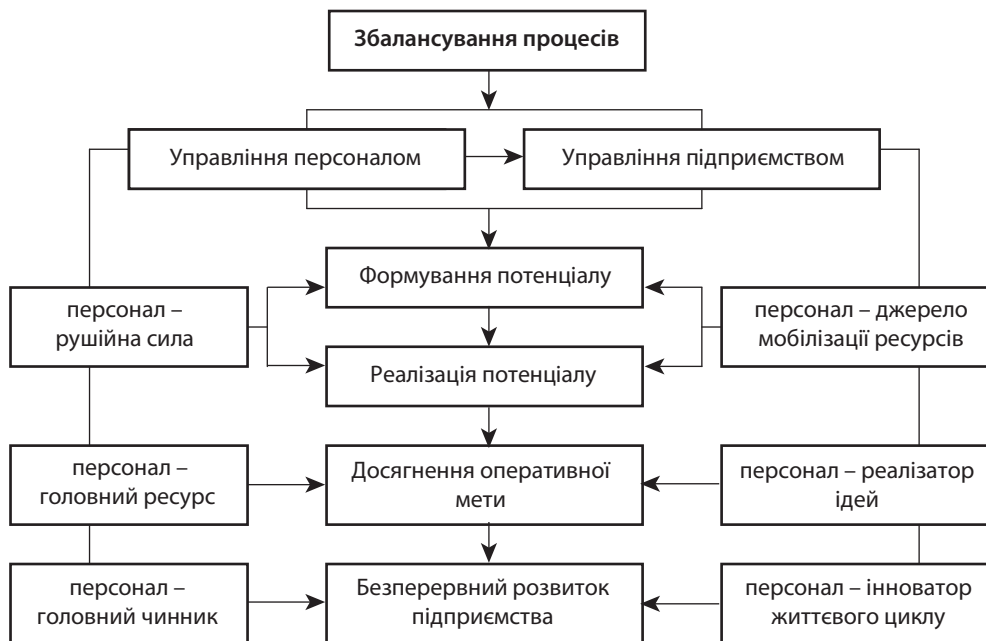 Збалансування процесів
Управління персоналом
Управління підприємством
Формування потенціалу
персонал –
рушійна сила
персонал – джерело
мобілізації ресурсів
Реалізація потенціалу
персонал –
головний ресурс
Досягнення оперативної
мети
персонал – реалізатор
ідей
персонал –
головний чинник
Безперервний розвиток
підприємства
персонал – інноватор
життєвого циклу